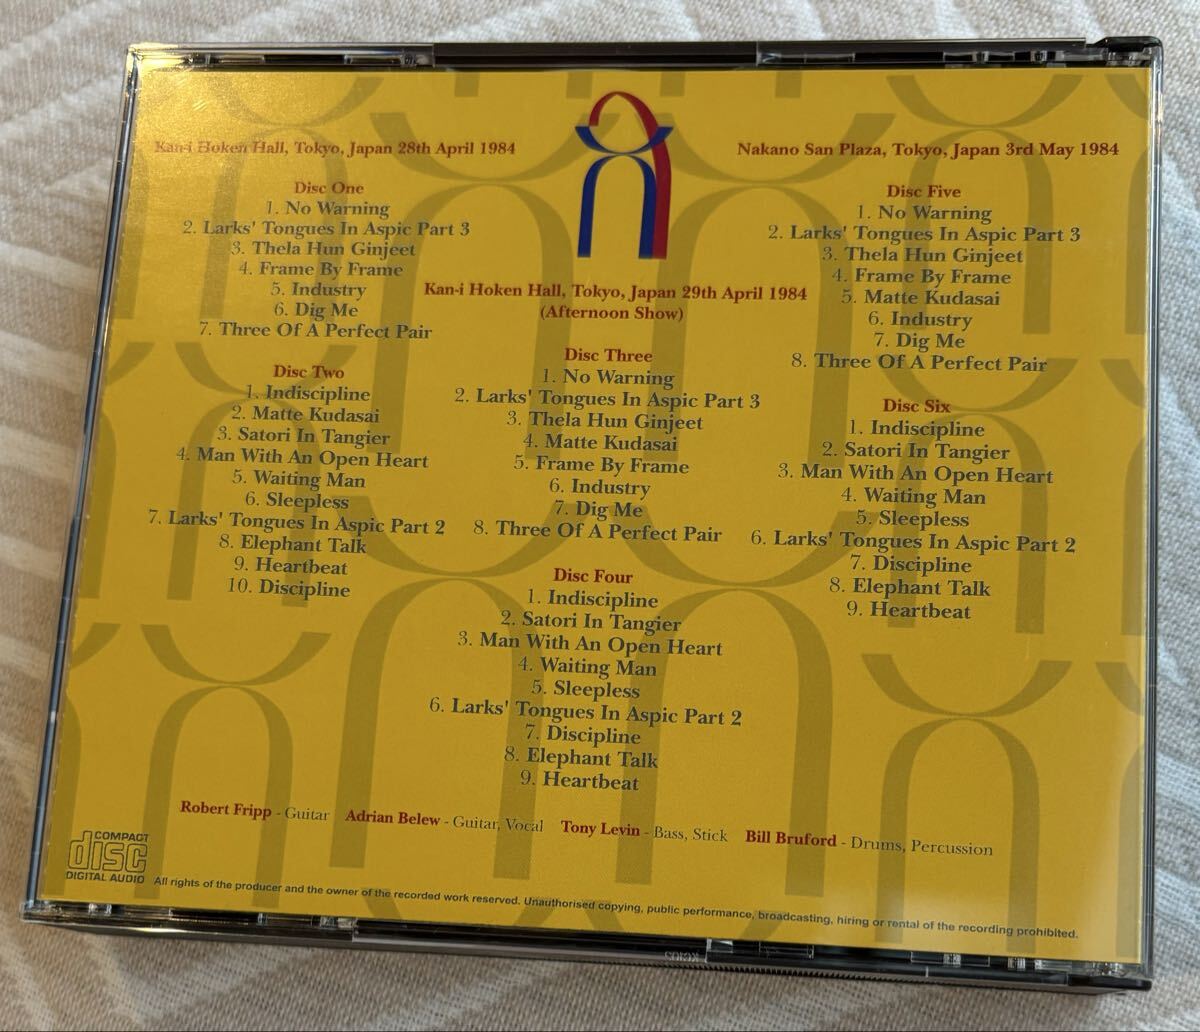 Kan-i Hoken Hall, Tokyo, Japan 28th April 1984
Disc One
1. No Warning
2. Larks' Tongues In Aspic Part 3
3. Thela Hun Ginjeet
4. Frame By Frame
5. Industry
6. Dig Me
7. Three Of A Perfect Pair
Disc Two
1. Indiscipline
2. Matte Kudasai
3. Satori In Tangier
4. Man With An Open Heart
5. Waiting Man
6. Sleepless
7. Larks' Tongues In Aspic Part 2
8. Elephant Talk
9. Heartbeat
10. Discipline
Kan-i Hoken Hall, Tokyo, Japan 29th April 1984
(Afternoon Show)
Disc Three
1. No Warning
2. Larks' Tongues In Aspic Part 3
3. Thela Hun Ginjeet
4. Matte Kudasai
5. Frame By Frame
6. Industry
7. Dig Me
8. Three Of A Perfect Pair
Disc Four
1. Indiscipline
2. Satori In Tangier
3. Man With An Open Heart
4. Waiting Man
5. Sleepless
6. Larks' Tongues In Aspic Part 2
7. Discipline
8. Elephant Talk
9. Heartbeat
Nakano San Plaza, Tokyo, Japan 3rd May 1984
Disc Five
1. No Warning
2. Larks' Tongues In Aspic Part 3
3. Thela Hun Ginjeet
4. Frame By Frame
5. Matte Kudasai
6. Industry
7. Dig Me
8. Three Of A Perfect Pair
Disc Six
1. Indiscipline
2. Satori In Tangier
3. Man With An Open Heart
4. Waiting Man
5. Sleepless
6. Larks' Tongues In Aspic Part 2
7. Discipline
8. Elephant Talk
9. Heartbeat
Robert Fripp - Guitar Adrian Belew - Guitar, Vocal Tony Levin - Bass, Stick Bill Bruford - Drums, Percussion
COMPACT
disc
DIGITAL AUDIO
All rights of the producer and the owner of the recorded work reserved. Unauthorised copying, public performance, broadcasting, hiring or rental of the recording prohibited.